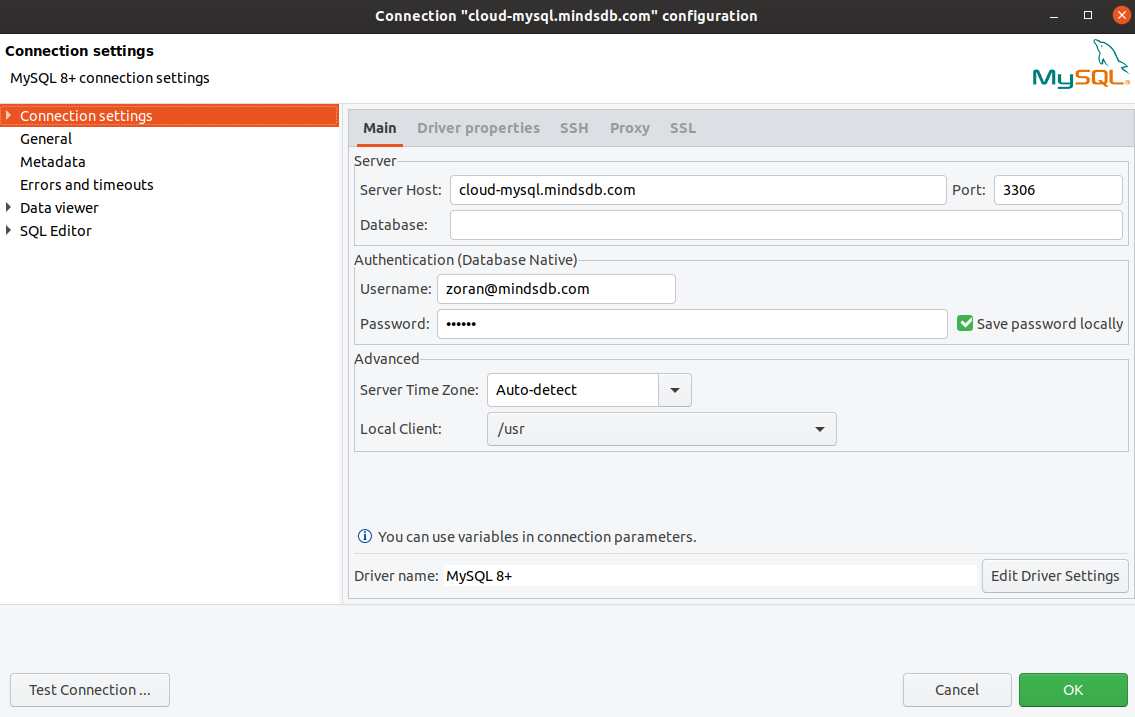 Connection "cloud-mysql.mindsdb.com" configuration
Connection settings
MySQL 8+ connection settings
MySQL®
Connection settings
General
Metadata
Errors and timeouts
Data viewer
SQL Editor
Main Driver properties SSH Proxy SSL
Server
Server Host: cloud-mysql.mindsdb.com Port: 3306
Database:
Authentication (Database Native)
Username: zoran@mindsdb.com
Password: •••••• Save password locally
Advanced
Server Time Zone: Auto-detect
Local Client: /usr
You can use variables in connection parameters.
Driver name: MySQL 8+ Edit Driver Settings
Test Connection ... Cancel OK